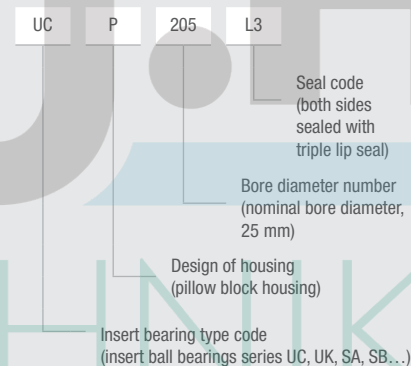 UC P 205 L3
Seal code
(both sides
sealed with
triple lip seal)
Bore diameter number
(nominal bore diameter,
25 mm)
Design of housing
(pillow block housing)
Insert bearing type code
(insert ball bearings series UC, UK, SA, SB…)
HNIK